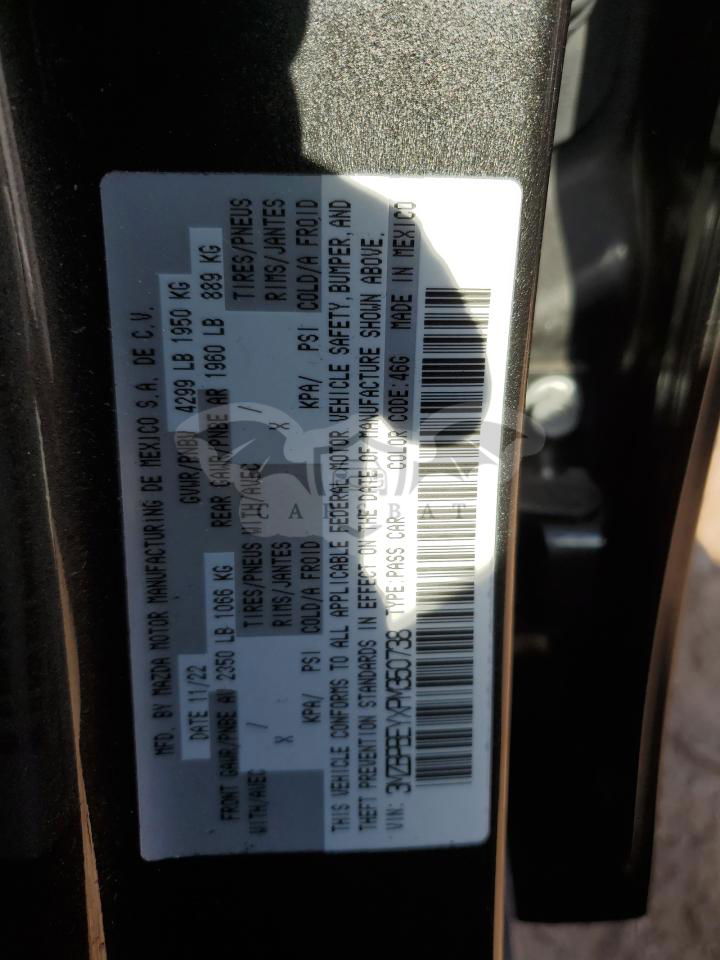 MFD. BY MAZDA MOTOR MANUFACTURING DE MEXICO S.A. DE C.V.
DATE 11/22 GVWR/PNBV 4299 LB 1950 KG
FRONT GAWR/PNBE AV 2350 LB 1066 KG REAR GAWR/PNBE AR 1960 LB 889 KG
WITH/AVEC / TIRES/PNEUS WITH/AVEC / TIRES/PNEUS
X RIMS/JANTES X RIMS/JANTES
KPA/ PSI COLD/A FROID KPA/ PSI COLD/A FROID
THIS VEHICLE CONFORMS TO ALL APPLICABLE FEDERAL MOTOR VEHICLE SAFETY, BUMPER, AND
THEFT PREVENTION STANDARDS IN EFFECT ON THE DATE OF MANUFACTURE SHOWN ABOVE.
VIN: 3MZBPBEYXPM350738 TYPE:PASS CAR COLOR CODE:46G MADE IN MEXICO